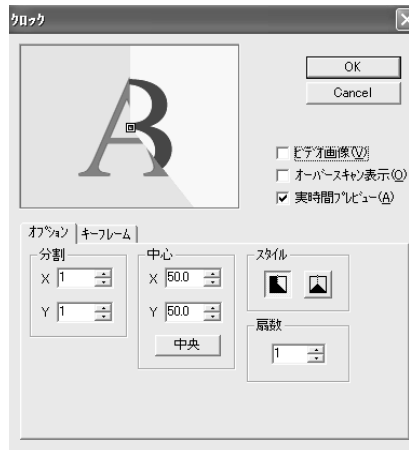 クロック
A
B
OK
Cancel
ビデオ画像(V)
オーバースキャン表示(O)
実時間プレビュー(A)
オプション キーフレーム
分割 中心 スタイル
X 1 X 50.0
Y 1 Y 50.0
扇数
中央 1